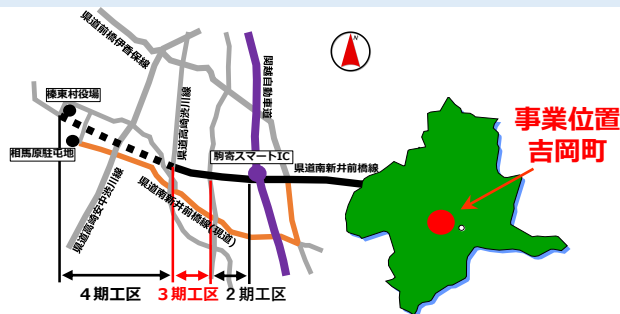 県道前橋伊香保線
N
榛東村役場
県道高崎渋川線
関越自動車道
事業位置
吉岡町
相馬原駐屯地
駒寄スマートIC
県道南新井前橋線
県道高崎安中渋川線
県道南新井前橋線(現道)
４期工区
３期工区
２期工区